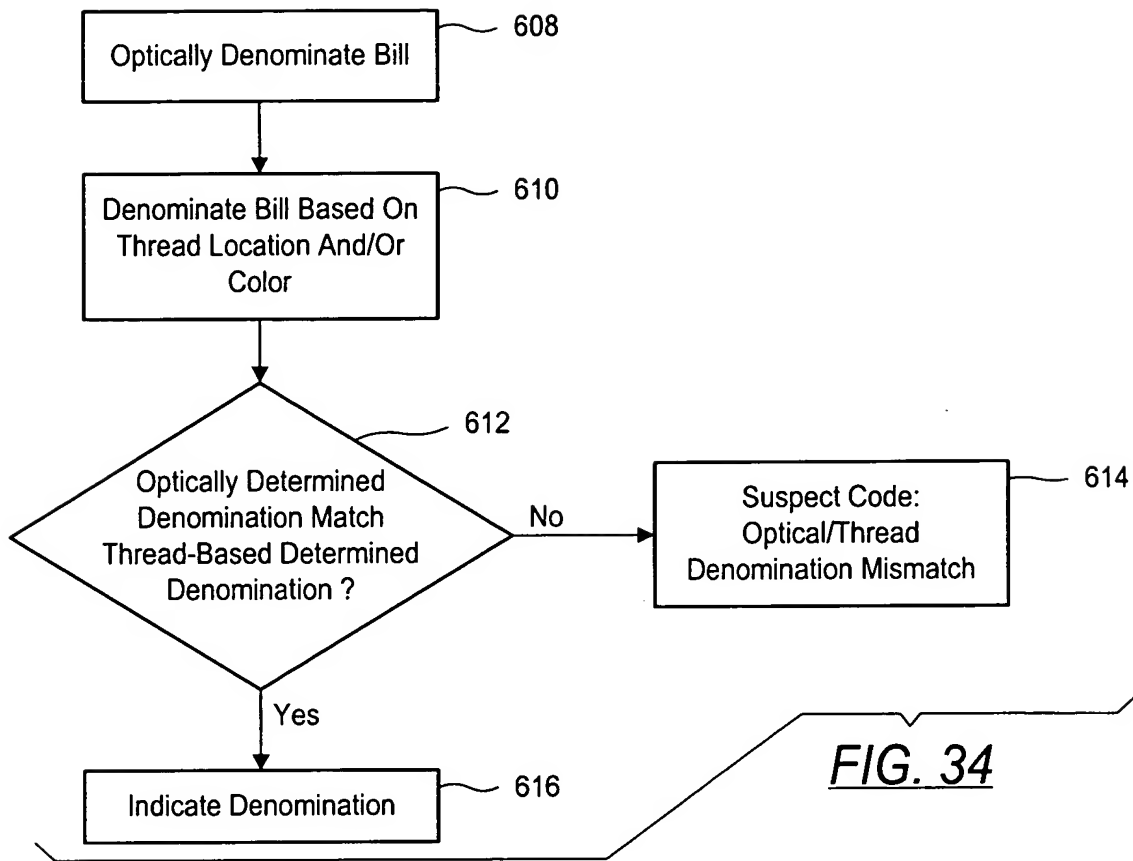 608
Optically Denominate Bill
610
Denominate Bill Based On
Thread Location And/Or
Color
612
Optically Determined
Denomination Match
Thread-Based Determined
Denomination ?
No
614
Suspect Code:
Optical/Thread
Denomination Mismatch
Yes
616
Indicate Denomination
FIG. 34